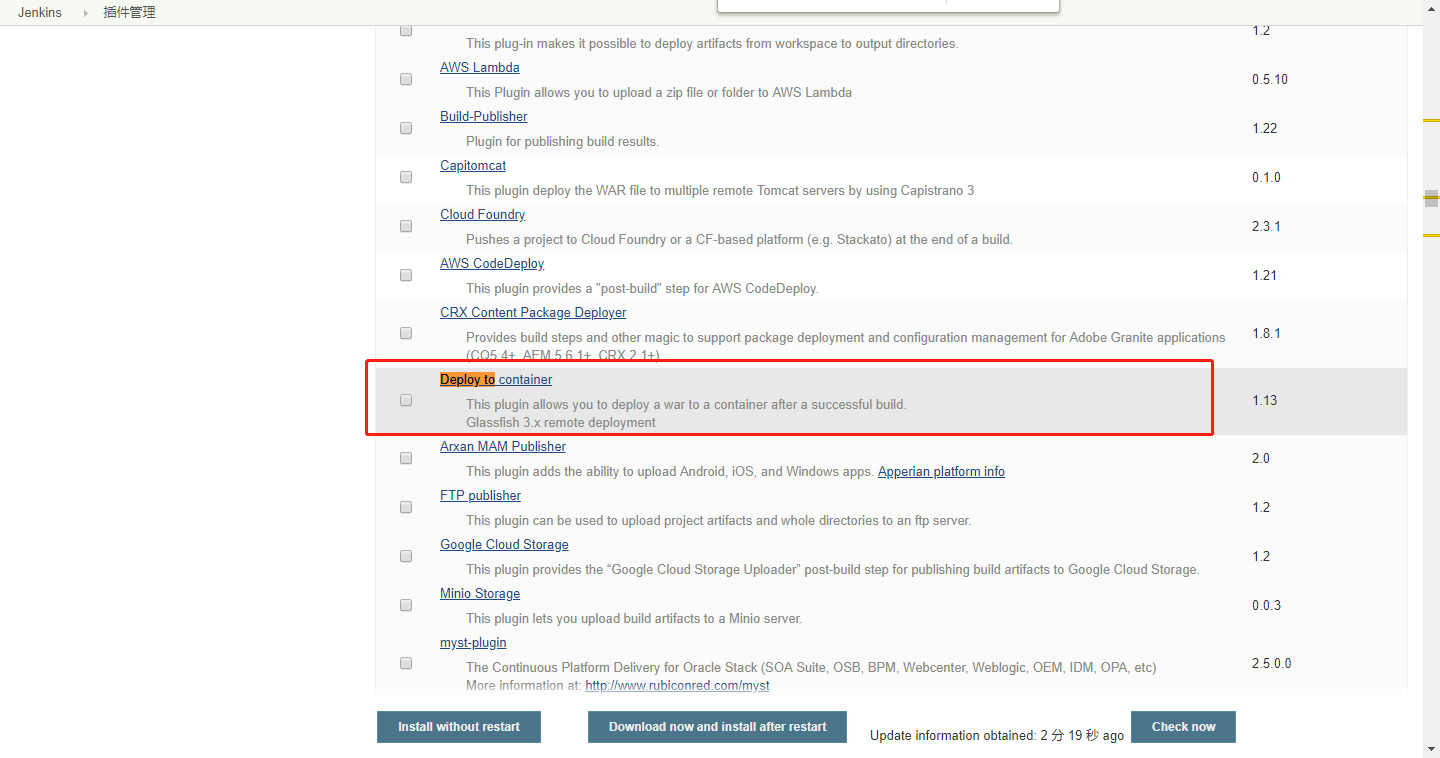 Jenkins 插件管理
1.2
This plug-in makes it possible to deploy artifacts from workspace to output directories.
AWS Lambda
0.5.10
This Plugin allows you to upload a zip file or folder to AWS Lambda
Build-Publisher
1.22
Plugin for publishing build results.
Capitomcat
0.1.0
This plugin deploy the WAR file to multiple remote Tomcat servers by using Capistrano 3
Cloud Foundry
2.3.1
Pushes a project to Cloud Foundry or a CF-based platform (e.g. Stackato) at the end of a build.
AWS CodeDeploy
1.21
This plugin provides a "post-build" step for AWS CodeDeploy.
CRX Content Package Deployer
1.8.1
Provides build steps and other magic to support package deployment and configuration management for Adobe Granite applications
(CQ5.4+, AEM 5.6.1+, CRX 2.1+)
Deploy to container
1.13
This plugin allows you to deploy a war to a container after a successful build.
Glassfish 3.x remote deployment
Arxan MAM Publisher
2.0
This plugin adds the ability to upload Android, iOS, and Windows apps. Apperian platform info
FTP publisher
1.2
This plugin can be used to upload project artifacts and whole directories to an ftp server.
Google Cloud Storage
1.2
This plugin provides the “Google Cloud Storage Uploader” post-build step for publishing build artifacts to Google Cloud Storage.
Minio Storage
0.0.3
This plugin lets you upload build artifacts to a Minio server.
myst-plugin
2.5.0.0
The Continuous Platform Delivery for Oracle Stack (SOA Suite, OSB, BPM, Webcenter, Weblogic, OEM, IDM, OPA, etc)
More information at: http://www.rubiconred.com/myst
Install without restart
Download now and install after restart
Update information obtained: 2 分 19 秒 ago
Check now